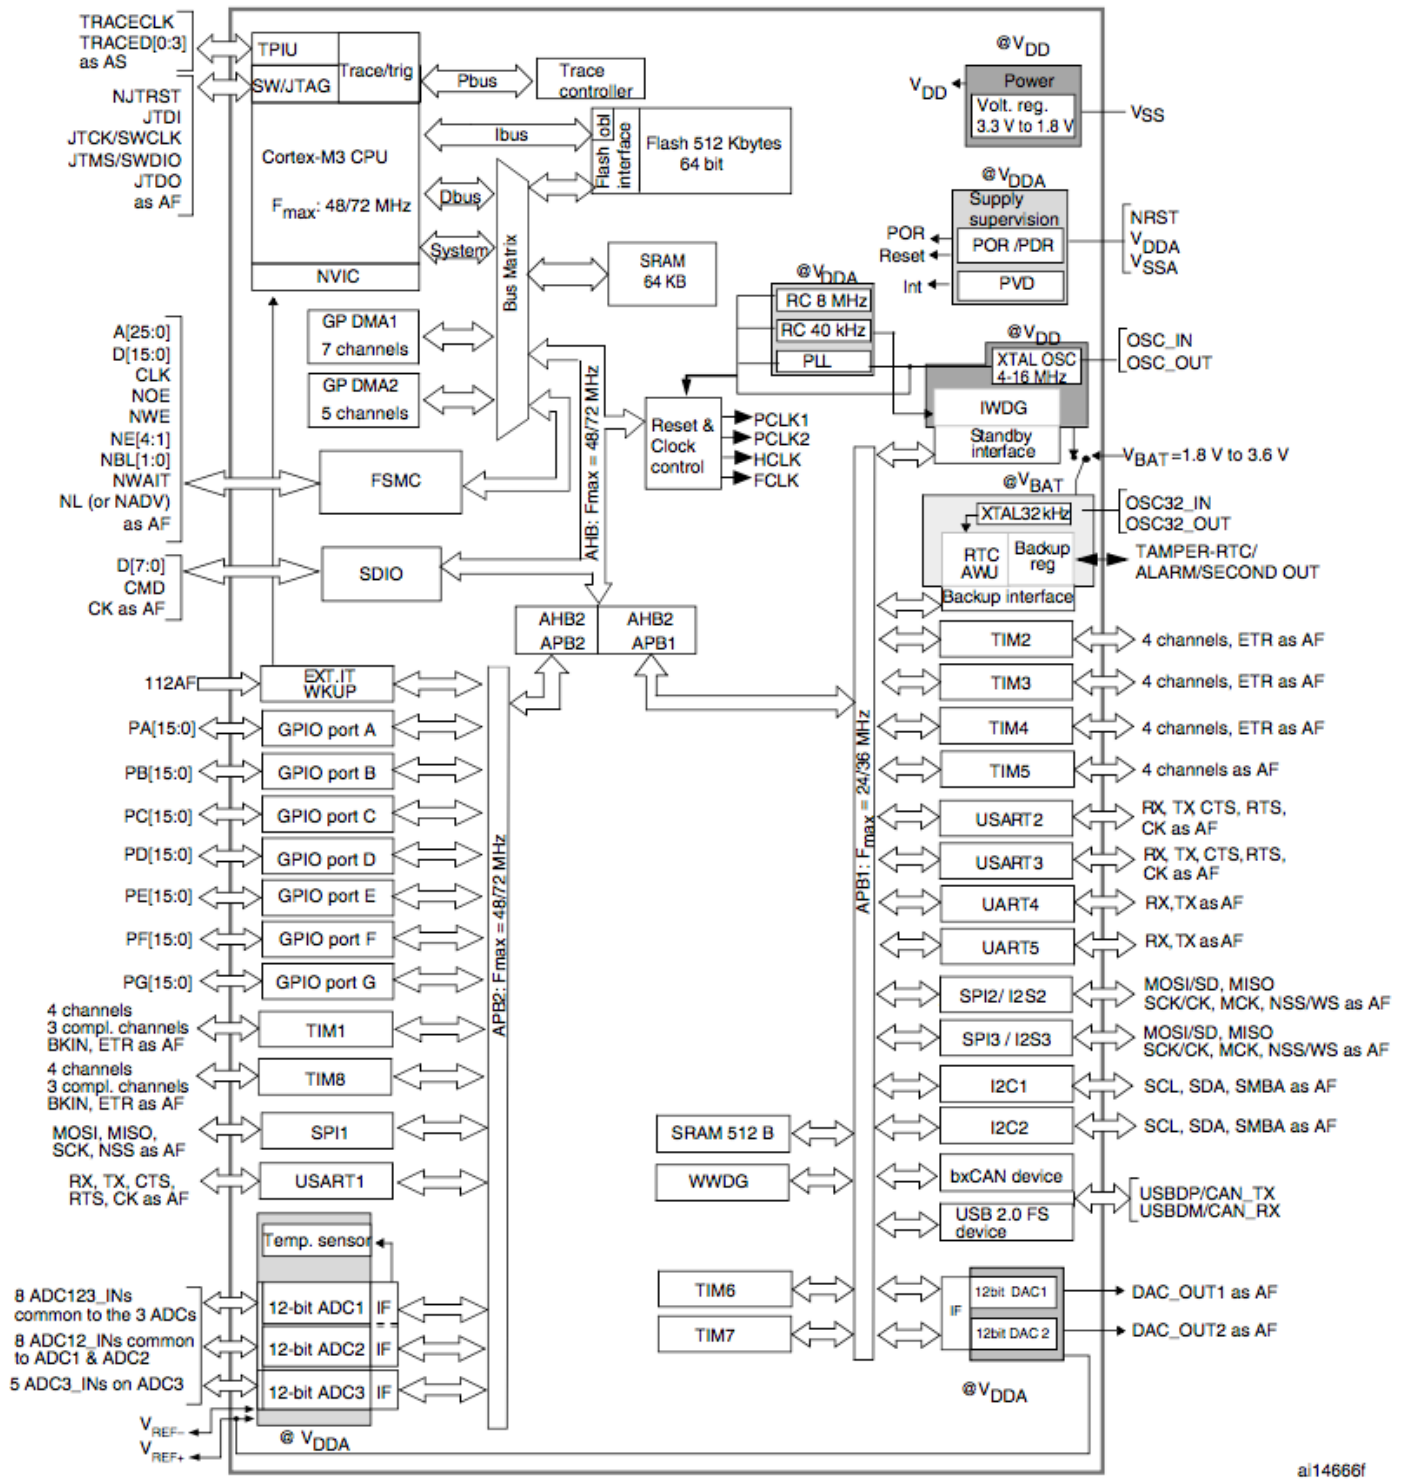 TRACECLK
TRACED[0:3]
as AS
TPIU
SW/JTAG
Trace/trig
Pbus
Trace
controller
NJTRST
JTDI
JTCK/SWCLK
JTMS/SWDIO
JTDO
as AF
Cortex-M3 CPU
Fmax: 48/72 MHz
NVIC
Ibus
Dbus
System
Flash obl
interface
Flash 512 Kbytes
64 bit
Bus Matrix
SRAM
64 KB
GP DMA1
7 channels
GP DMA2
5 channels
@VDD
VDD
Power
Volt. reg.
3.3 V to 1.8 V
VSS
@VDDA
Supply
supervision
POR /PDR
PVD
POR
Reset
Int
NRST
VDDA
VSSA
@VDDA
RC 8 MHz
RC 40 kHz
PLL
@VDD
XTAL OSC
4-16 MHz
OSC_IN
OSC_OUT
IWDG
Standby
interface
VBAT=1.8 V to 3.6 V
Reset &
Clock
control
PCLK1
PCLK2
HCLK
FCLK
AHB: Fmax = 48/72 MHz
A[25:0]
D[15:0]
CLK
NOE
NWE
NE[4:1]
NBL[1:0]
NWAIT
NL (or NADV)
as AF
FSMC
D[7:0]
CMD
CK as AF
SDIO
@VBAT
XTAL32kHz
OSC32_IN
OSC32_OUT
RTC
AWU
Backup
reg
Backup interface
TAMPER-RTC/
ALARM/SECOND OUT
AHB2
APB2
AHB2
APB1
112AF
EXT.IT
WKUP
PA[15:0]
GPIO port A
PB[15:0]
GPIO port B
PC[15:0]
GPIO port C
PD[15:0]
GPIO port D
PE[15:0]
GPIO port E
PF[15:0]
GPIO port F
PG[15:0]
GPIO port G
4 channels
3 compl. channels
BKIN, ETR as AF
TIM1
4 channels
3 compl. channels
BKIN, ETR as AF
TIM8
MOSI, MISO,
SCK, NSS as AF
SPI1
RX, TX, CTS,
RTS, CK as AF
USART1
Temp. sensor
8 ADC123_INs
common to the 3 ADCs
12-bit ADC1 IF
8 ADC12_INs common
to ADC1 & ADC2
12-bit ADC2 IF
5 ADC3_INs on ADC3
12-bit ADC3 IF
VREF–
VREF+
@ VDDA
APB2: Fmax = 48/72 MHz
APB1: Fmax = 24/36 MHz
TIM2
4 channels, ETR as AF
TIM3
4 channels, ETR as AF
TIM4
4 channels, ETR as AF
TIM5
4 channels as AF
USART2
RX, TX, CTS, RTS,
CK as AF
USART3
RX, TX, CTS, RTS,
CK as AF
UART4
RX,TX as AF
UART5
RX, TX as AF
SPI2/ I2S2
MOSI/SD, MISO
SCK/CK, MCK, NSS/WS as AF
SPI3 / I2S3
MOSI/SD, MISO
SCK/CK, MCK, NSS/WS as AF
I2C1
SCL, SDA, SMBA as AF
I2C2
SCL, SDA, SMBA as AF
bxCAN device
USB 2.0 FS
device
USBDP/CAN_TX
USBDM/CAN_RX
SRAM 512 B
WWDG
TIM6
TIM7
IF
12bit DAC1
DAC_OUT1 as AF
12bit DAC 2
DAC_OUT2 as AF
@VDDA
ai14666f